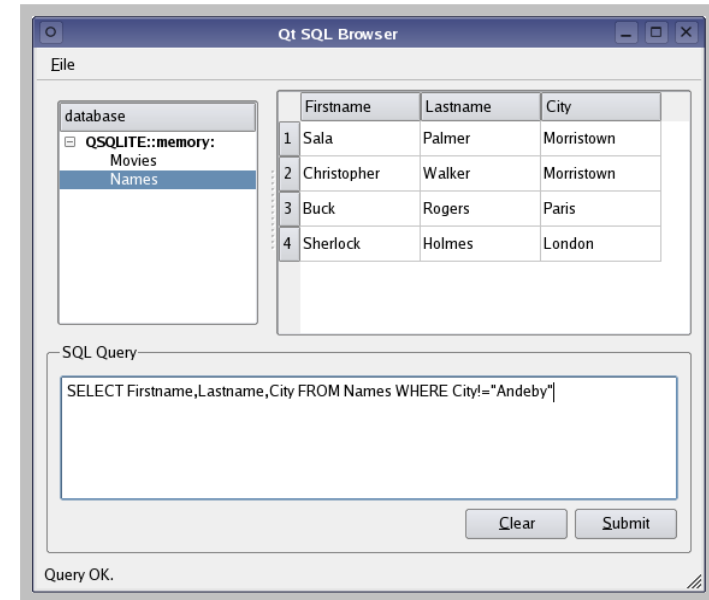 Qt SQL Browser
File
database
QSQLITE::memory:
Movies
Names
Firstname Lastname City
1 Sala Palmer Morristown
2 Christopher Walker Morristown
3 Buck Rogers Paris
4 Sherlock Holmes London
SQL Query
SELECT Firstname,Lastname,City FROM Names WHERE City!="Andeby"
Clear Submit
Query OK.